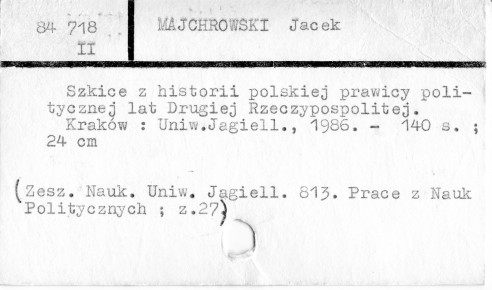 84 718 MAJCHROWSKI Jacek
II
Szkice z historii polskiej prawicy poli-
tycznej lat Drugiej Rzeczypospolitej.
Kraków : Uniw.Jagiell., 1986. - 140 s. ;
24 cm
(Zesz. Nauk. Uniw. Jagiell. 813. Prace z Nauk
Politycznych ; z.27)